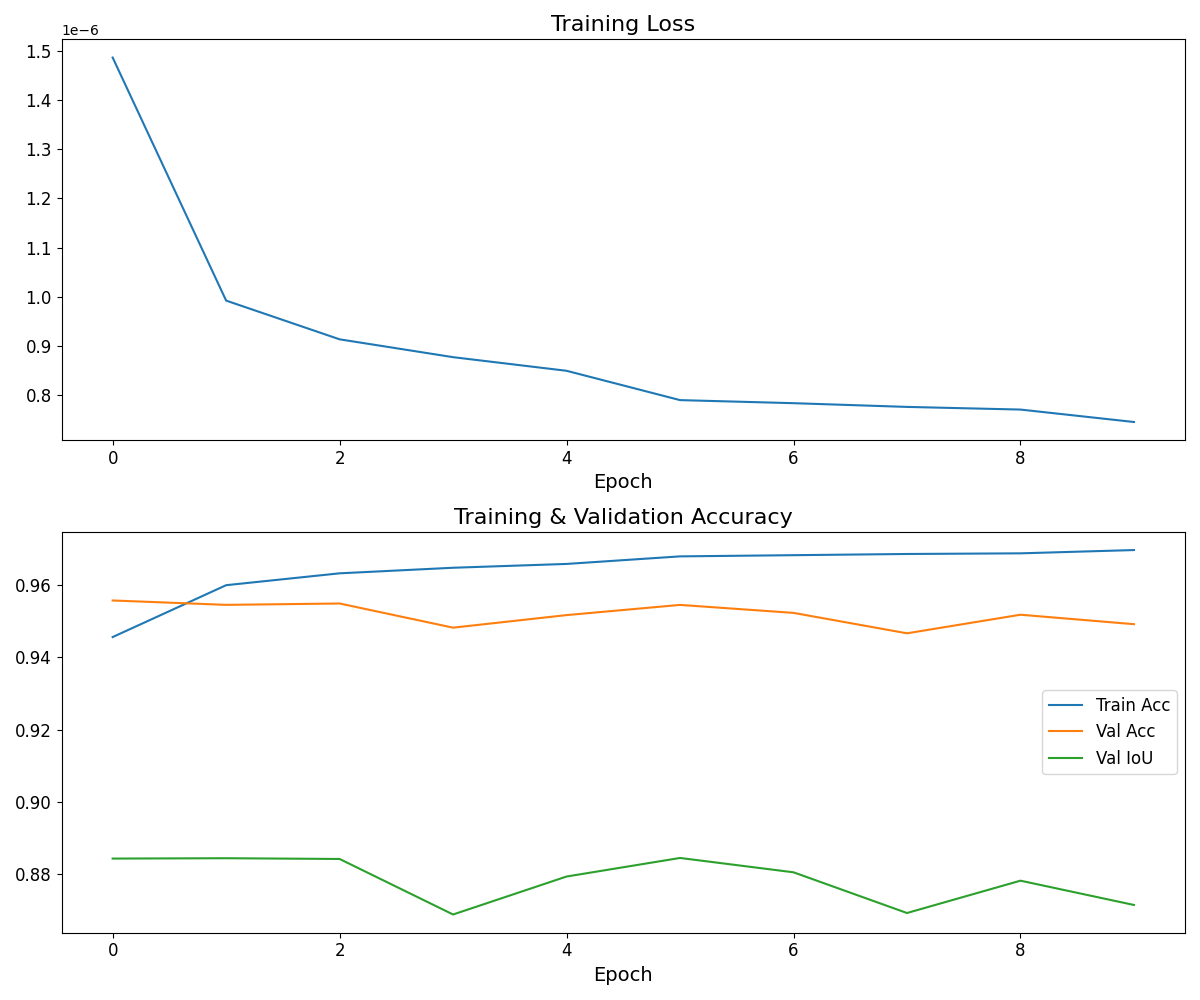 Training Loss
1e−6
1.5
1.4
1.3
1.2
1.1
1.0
0.9
0.8
0 2 4 6 8
Epoch
Training & Validation Accuracy
0.96
0.94
0.92
0.90
0.88
Train Acc
Val Acc
Val IoU
0 2 4 6 8
Epoch